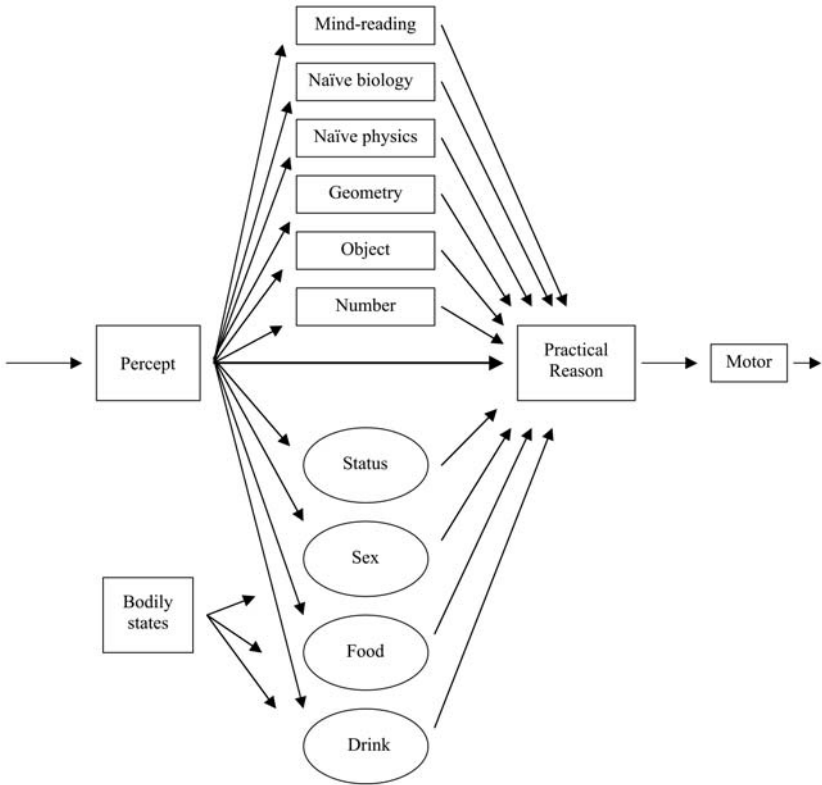 Mind-reading
Naïve biology
Naïve physics
Geometry
Object
Number
Percept
Practical
Reason
Motor
Status
Sex
Bodily
states
Food
Drink